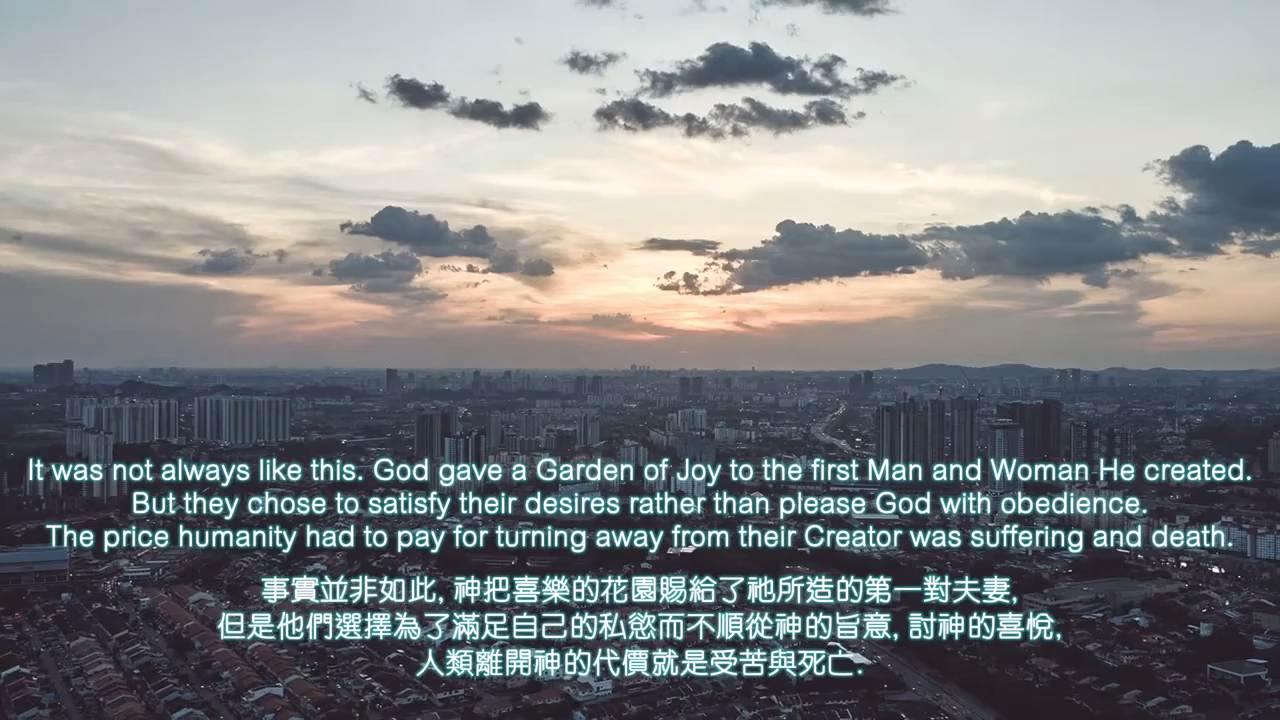 It was not always like this. God gave a Garden of Joy to the first Man and Woman He created.
But they chose to satisfy their desires rather than please God with obedience.
The price humanity had to pay for turning away from their Creator was suffering and death.
事實並非如此, 神把喜樂的花園賜給了祂所造的第一對夫妻,
但是他們選擇為了滿足自己的私慾而不順從神的旨意, 討神的喜悅,
人類離開神的代價就是受苦與死亡.